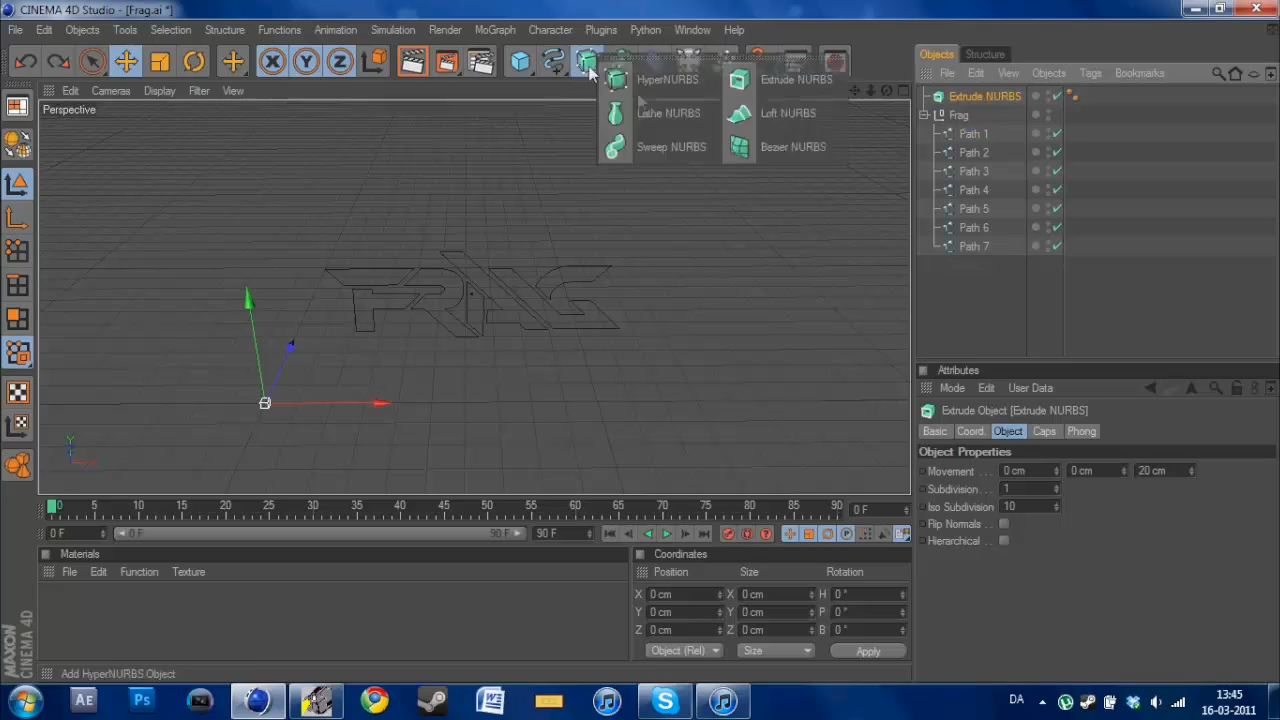 CINEMA 4D Studio - [Frag.ai *]
File Edit Objects Tools Selection Structure Functions Animation Simulation Render MoGraph Character Plugins Python Window Help
Objects Structure
File Edit View Objects Tags Bookmarks
X Y Z
HyperNURBS Extrude NURBS
Lathe NURBS Loft NURBS
Sweep NURBS Bezier NURBS
Edit Cameras Display Filter View
Perspective
Extrude NURBS
Frag
Path 1
Path 2
Path 3
Path 4
Path 5
Path 6
Path 7
Attributes
Mode Edit User Data
Extrude Object [Extrude NURBS]
Basic Coord. Object Caps Phong
Object Properties
Movement . . . 0 cm 0 cm 20 cm
Subdivision . . 1
Iso Subdivision 10
Flip Normals . .
Hierarchical . . .
Y
0 5 10 15 20 25 30 35 40 45 50 55 60 65 70 75 80 85 90 0 F
0 F 0 F 90 F 90 F
Materials
File Edit Function Texture
Coordinates
Position Size Rotation
X 0 cm X 0 cm H 0 °
Y 0 cm Y 0 cm P 0 °
Z 0 cm Z 0 cm B 0 °
Object (Rel) Size Apply
MAXON
CINEMA 4D
Add HyperNURBS Object
Ae Ps
DA
13:45
16-03-2011